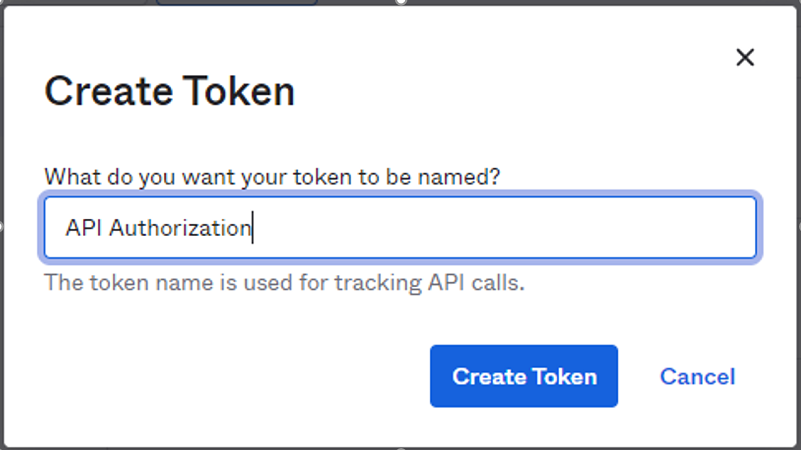 Create Token
What do you want your token to be named?
API Authorization
The token name is used for tracking API calls.
Create Token Cancel